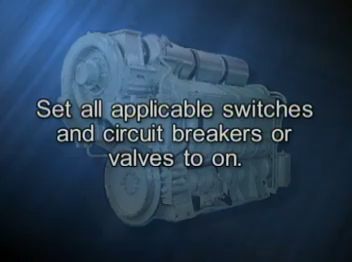 Set all applicable switches
and circuit breakers or
valves to on.